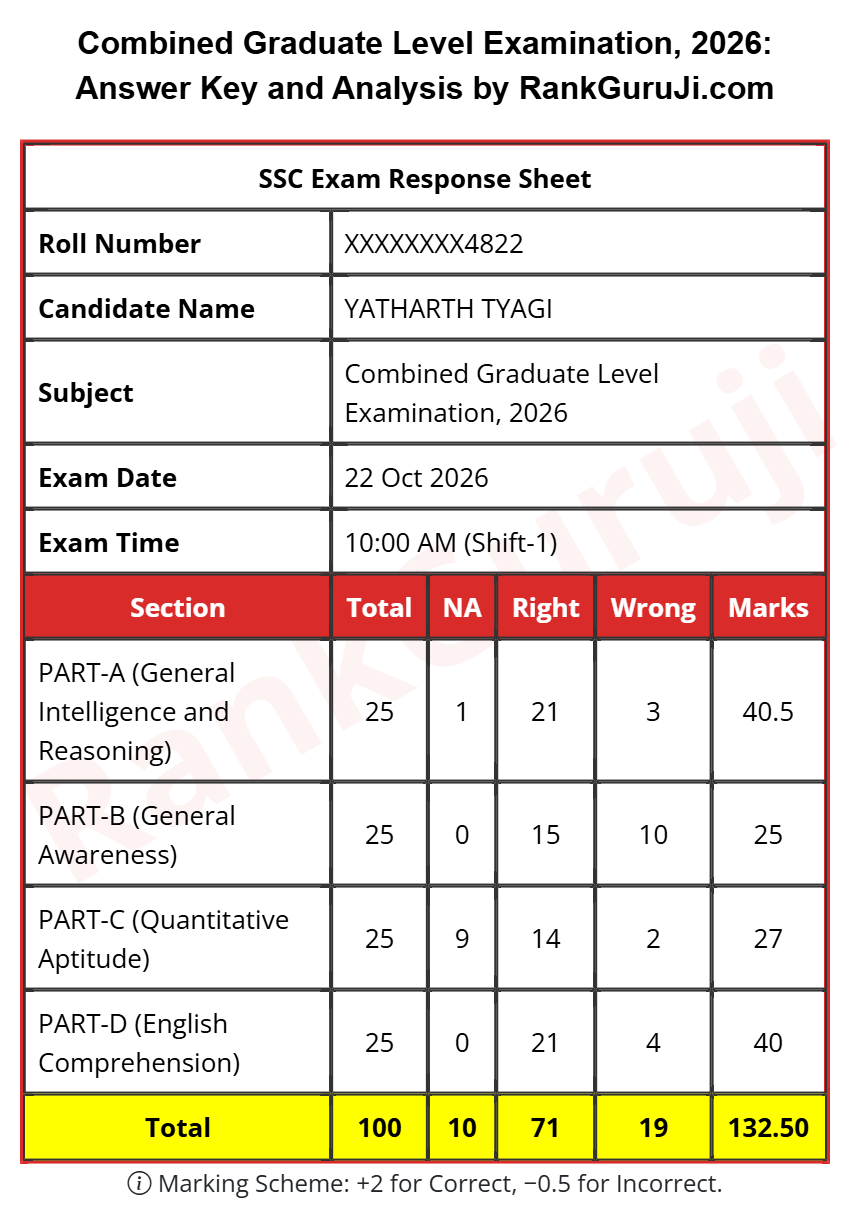 Combined Graduate Level Examination, 2026:
Answer Key and Analysis by RankGuruJi.com
SSC Exam Response Sheet
Roll Number XXXXXXXX4822
Candidate Name YATHARTH TYAGI
Subject Combined Graduate Level
Examination, 2026
Exam Date 22 Oct 2026
Exam Time 10:00 AM (Shift-1)
Section Total NA Right Wrong Marks
PART-A (General
Intelligence and
Reasoning) 25 1 21 3 40.5
PART-B (General
Awareness) 25 0 15 10 25
PART-C (Quantitative
Aptitude) 25 9 14 2 27
PART-D (English
Comprehension) 25 0 21 4 40
Total 100 10 71 19 132.50
ⓘ Marking Scheme: +2 for Correct, −0.5 for Incorrect.
RankGuruji